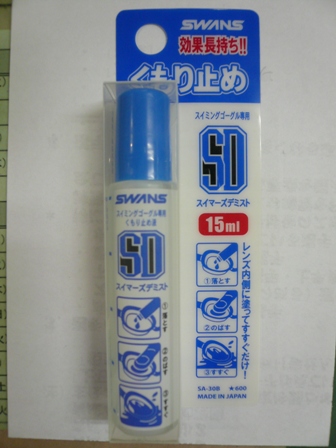 SWANS
効果長持ち!!
くもり止め
スイミングゴーグル専用
SD
スイマーズデミスト
15ml
レンズ内側に塗ってすすぐだけ!
①落とす
②のばす
③すすぐ
SA-30B ★600
MADE IN JAPAN
SWANS
スイミングゴーグル専用
くもり止め液
SD
スイマーズデミスト